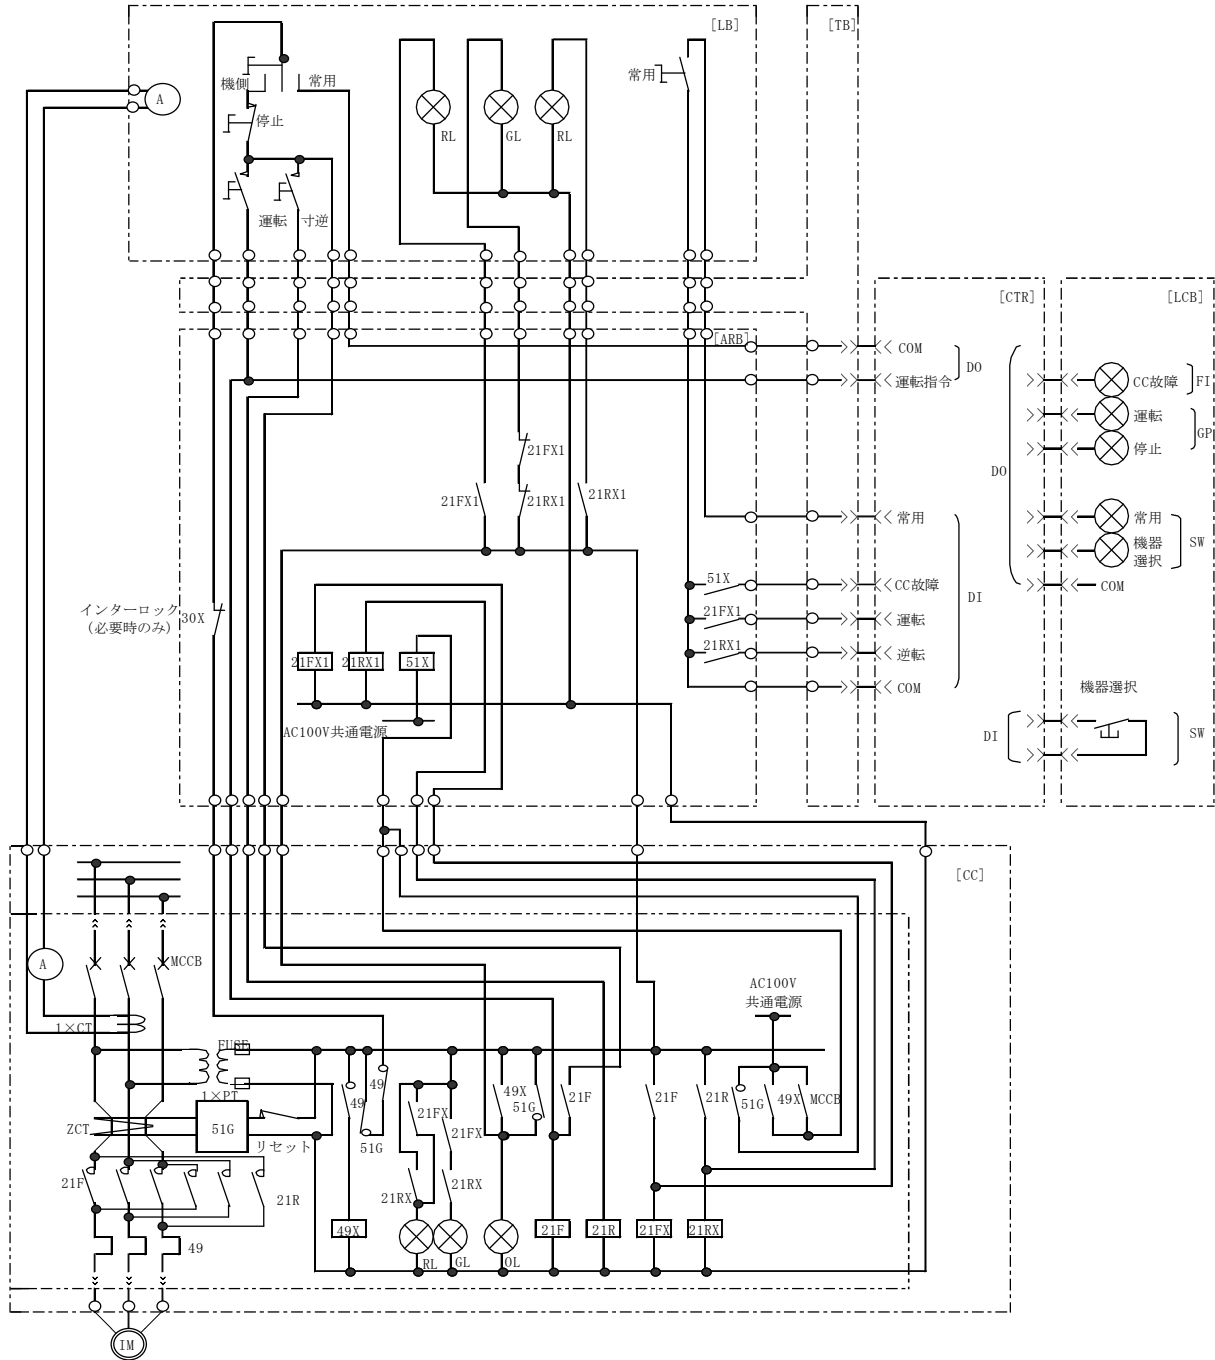 [LB]
[TB]
機側
常用
常用
A
停止
RL
GL
RL
運転
寸逆
[CTR]
[LCB]
[ARB]
COM
DO
運転指令
CC故障
FI
運転
GP
停止
21FX1
DO
21FX1
21RX1
21RX1
常用
常用
SW
機器
選択
51X
CC故障
COM
DI
インターロック
(必要時のみ)
30X
21FX1
運転
21RX1
逆転
21FX1
21RX1
51X
COM
機器選択
AC100V共通電源
DI
SW
[CC]
MCCB
A
AC100V
共通電源
1×CT
FUSE
49
49X
21F
21F
21R
49X
MCCB
1×PT
49
51G
51G
21FX
ZCT
51G
21FX
リセット
51G
21F
21R
21RX
21RX
49X
21F
21R
21FX
21RX
49
RL
GL
OL
IM